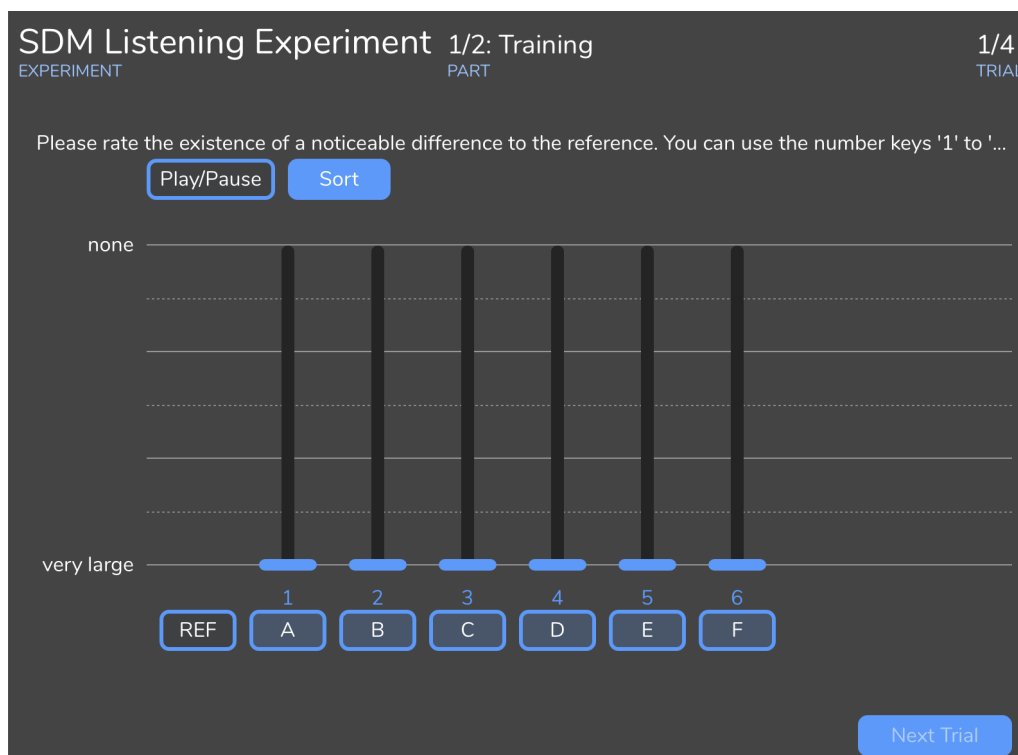 SDM Listening Experiment 1/2: Training 1/4
EXPERIMENT PART TRIAL
Please rate the existence of a noticeable difference to the reference. You can use the number keys '1' to '...
Play/Pause Sort
none
very large
1 2 3 4 5 6
REF A B C D E F
Next Trial